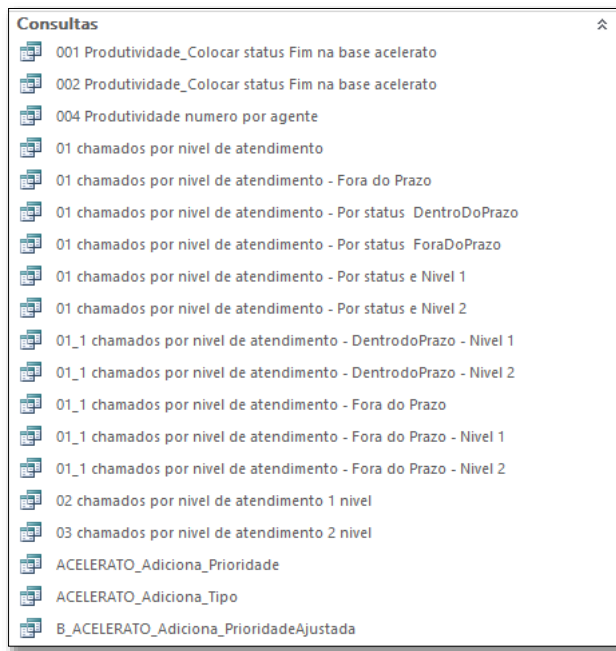 Consultas
001 Produtividade_Colocar status Fim na base acelerato
002 Produtividade_Colocar status Fim na base acelerato
004 Produtividade numero por agente
01 chamados por nivel de atendimento
01 chamados por nivel de atendimento - Fora do Prazo
01 chamados por nivel de atendimento - Por status  DentroDoPrazo
01 chamados por nivel de atendimento - Por status  ForaDoPrazo
01 chamados por nivel de atendimento - Por status e Nivel 1
01 chamados por nivel de atendimento - Por status e Nivel 2
01_1 chamados por nivel de atendimento - DentrodoPrazo - Nivel 1
01_1 chamados por nivel de atendimento - DentrodoPrazo - Nivel 2
01_1 chamados por nivel de atendimento - Fora do Prazo
01_1 chamados por nivel de atendimento - Fora do Prazo - Nivel 1
01_1 chamados por nivel de atendimento - Fora do Prazo - Nivel 2
02 chamados por nivel de atendimento 1 nivel
03 chamados por nivel de atendimento 2 nivel
ACELERATO_Adiciona_Prioridade
ACELERATO_Adiciona_Tipo
B_ACELERATO_Adiciona_PrioridadeAjustada